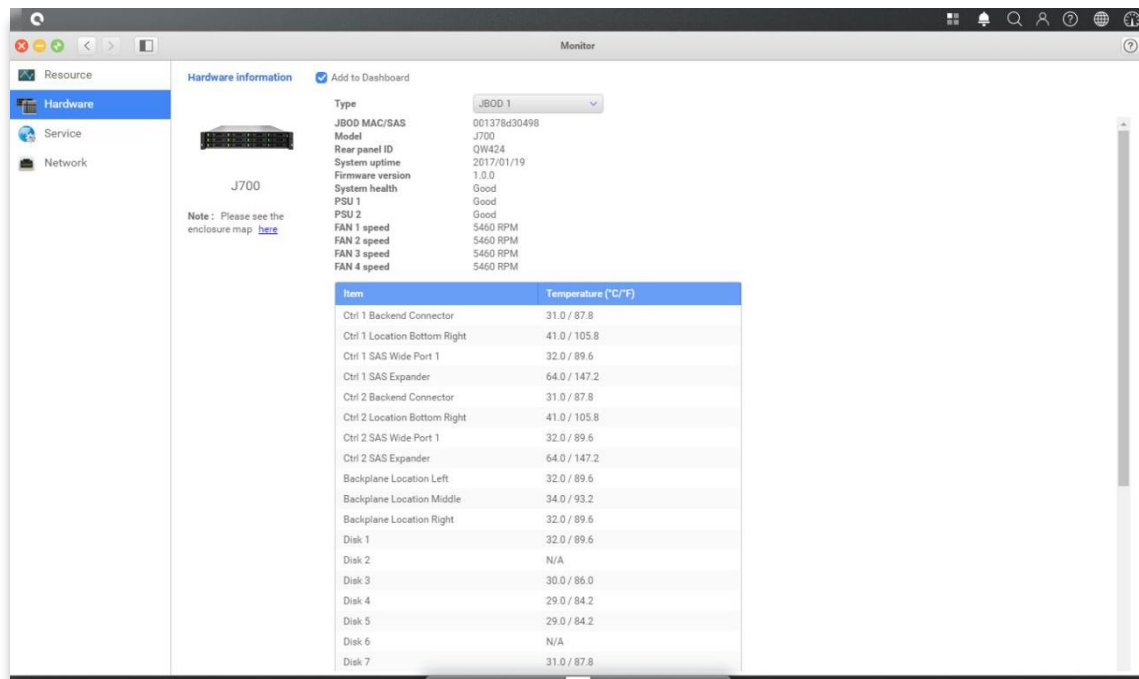 Monitor
Resource
Hardware
Service
Network
Hardware information
Add to Dashboard
J700
Note : Please see the
enclosure map here
Type JBOD 1
JBOD MAC/SAS 001378d30498
Model J700
Rear panel ID QW424
System uptime 2017/01/19
Firmware version 1.0.0
System health Good
PSU 1 Good
PSU 2 Good
FAN 1 speed 5460 RPM
FAN 2 speed 5460 RPM
FAN 3 speed 5460 RPM
FAN 4 speed 5460 RPM
Item Temperature (°C/°F)
Ctrl 1 Backend Connector 31.0 / 87.8
Ctrl 1 Location Bottom Right 41.0 / 105.8
Ctrl 1 SAS Wide Port 1 32.0 / 89.6
Ctrl 1 SAS Expander 64.0 / 147.2
Ctrl 2 Backend Connector 31.0 / 87.8
Ctrl 2 Location Bottom Right 41.0 / 105.8
Ctrl 2 SAS Wide Port 1 32.0 / 89.6
Ctrl 2 SAS Expander 64.0 / 147.2
Backplane Location Left 32.0 / 89.6
Backplane Location Middle 34.0 / 93.2
Backplane Location Right 32.0 / 89.6
Disk 1 32.0 / 89.6
Disk 2 N/A
Disk 3 30.0 / 86.0
Disk 4 29.0 / 84.2
Disk 5 29.0 / 84.2
Disk 6 N/A
Disk 7 31.0 / 87.8